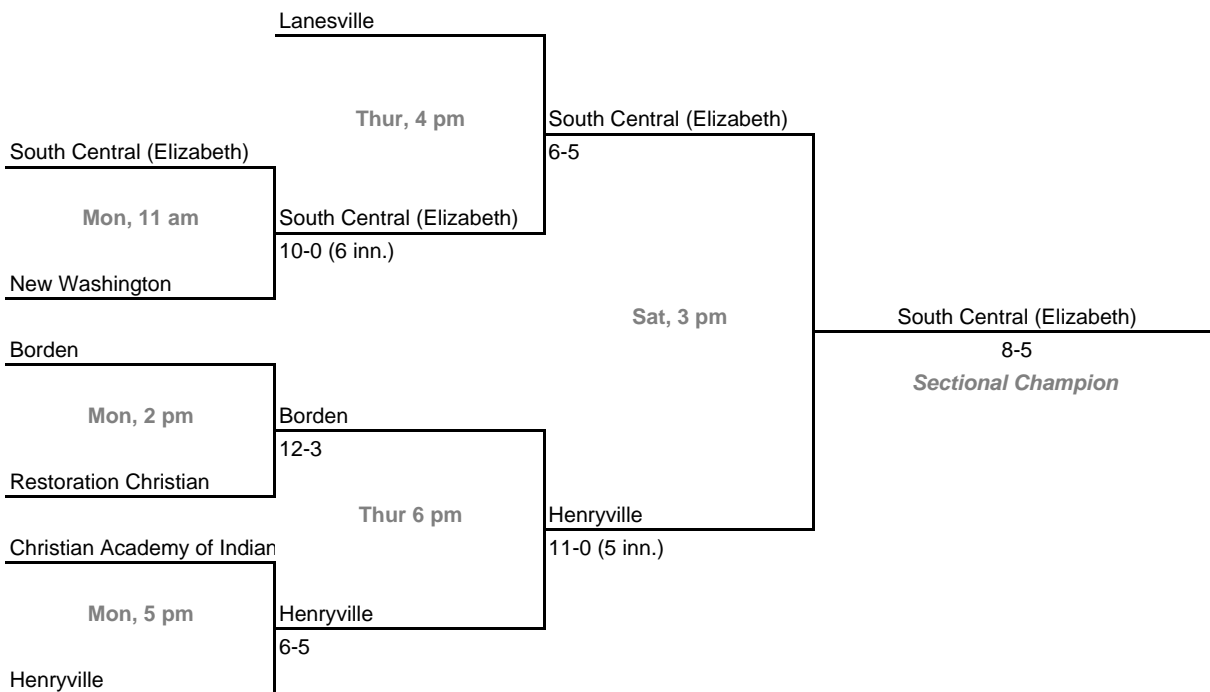 Lanesville
Thur, 4 pm
South Central (Elizabeth)
6-5
South Central (Elizabeth)
Mon, 11 am
South Central (Elizabeth)
10-0 (6 inn.)
New Washington
Sat, 3 pm
South Central (Elizabeth)
8-5
Sectional Champion
Borden
Mon, 2 pm
Borden
12-3
Restoration Christian
Thur 6 pm
Henryville
11-0 (5 inn.)
Christian Academy of Indian
Mon, 5 pm
Henryville
6-5
Henryville